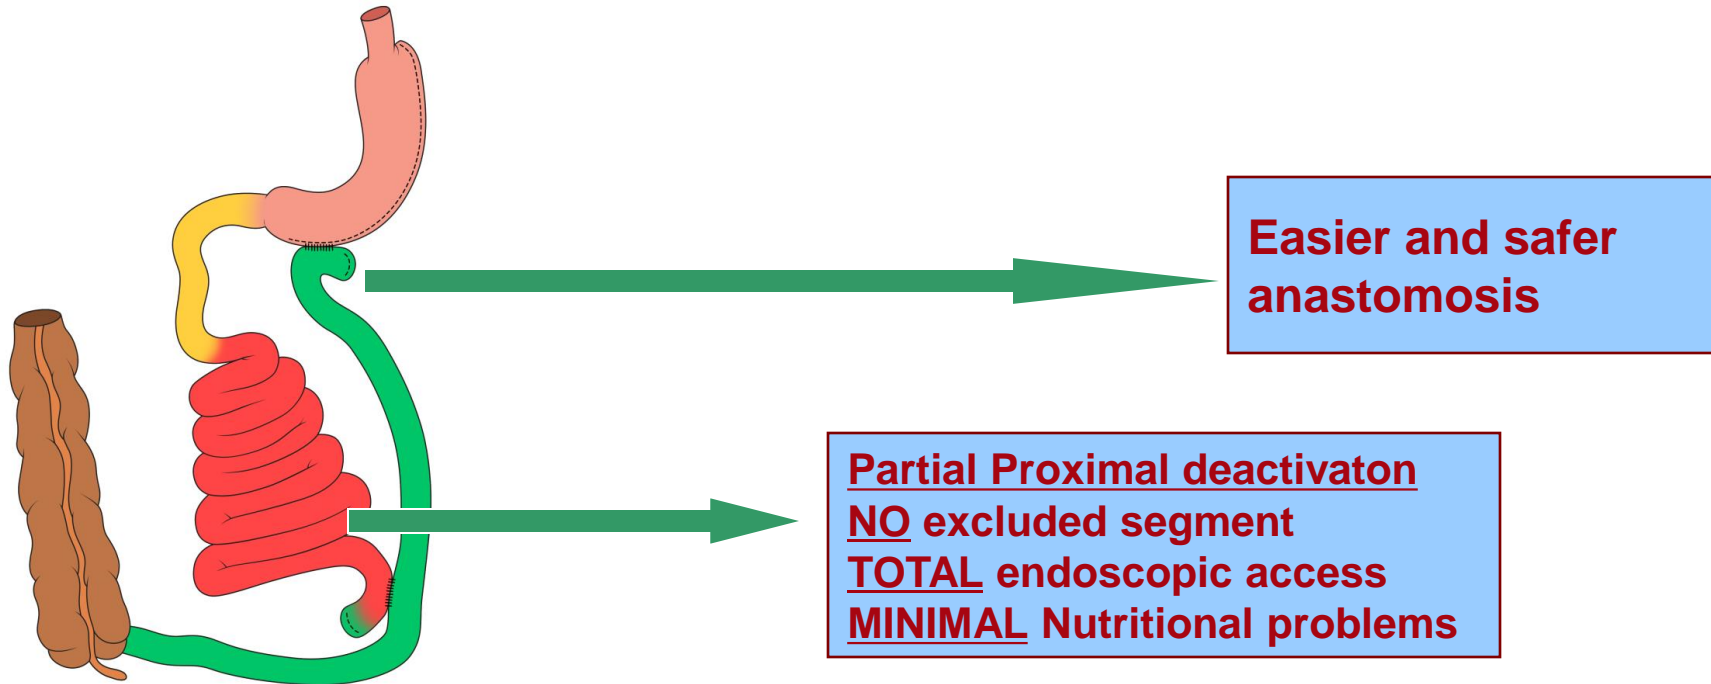 Easier and safer
anastomosis
Partial Proximal deactivaton
NO excluded segment
TOTAL endoscopic access
MINIMAL Nutritional problems